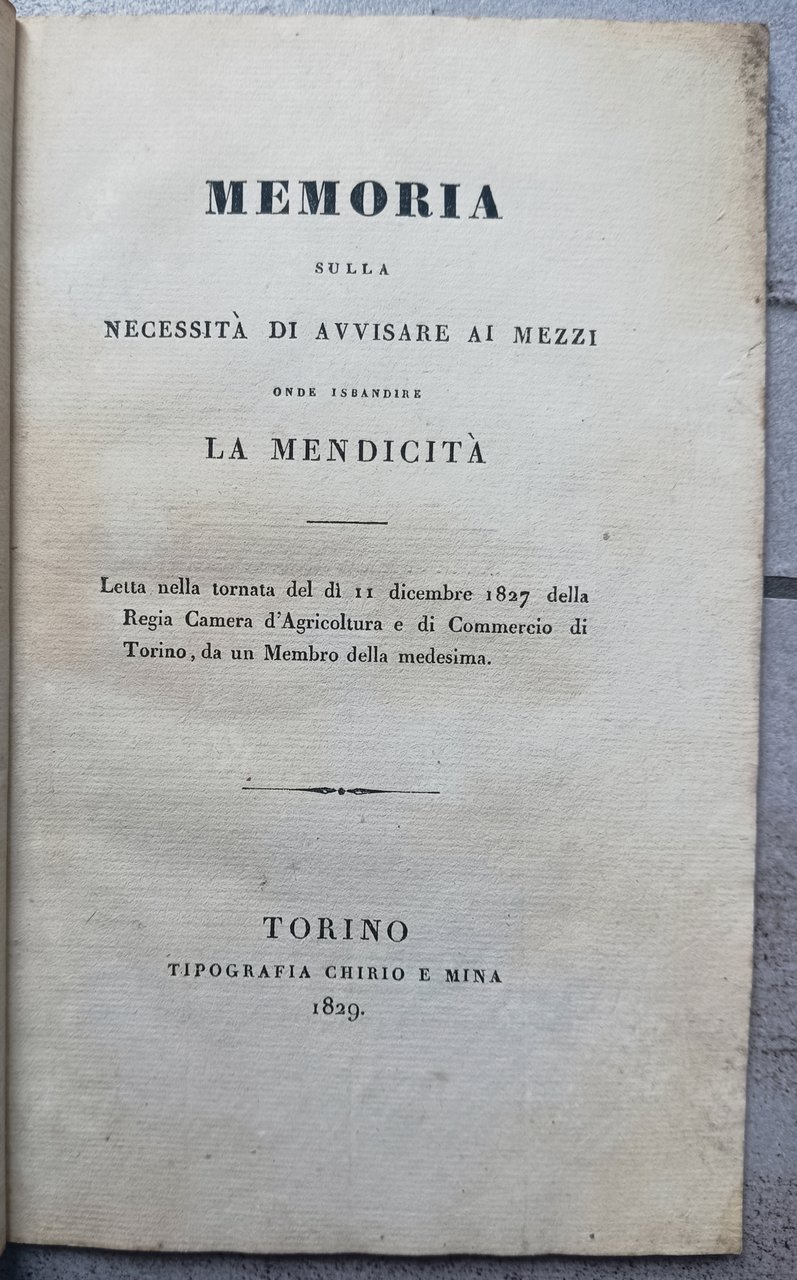 MEMORIA
SULLA
NECESSITÀ DI AVVISARE AI MEZZI
ONDE ISBANDIRE
LA MENDICITÀ
Letta nella tornata del dì 11 dicembre 1827 della
Regia Camera d'Agricoltura e di Commercio di
Torino, da un Membro della medesima.
TORINO
TIPOGRAFIA CHIRIO E MINA
1829.